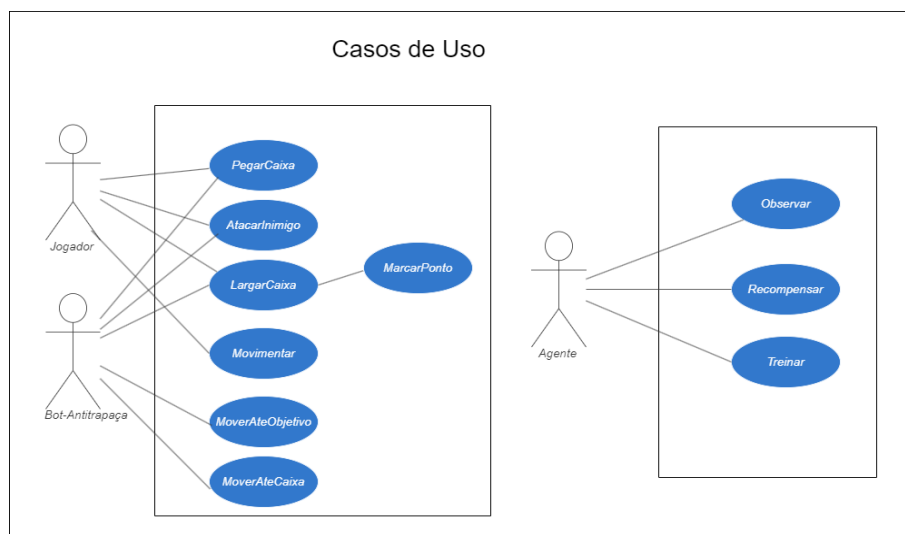 Casos de Uso
PegarCaixa
AtacarInimigo
Jogador
LargarCaixa
MarcarPonto
Movimentar
Bot-Antitrapaça
MoverAteObjetivo
MoverAteCaixa
Observar
Recompensar
Agente
Treinar